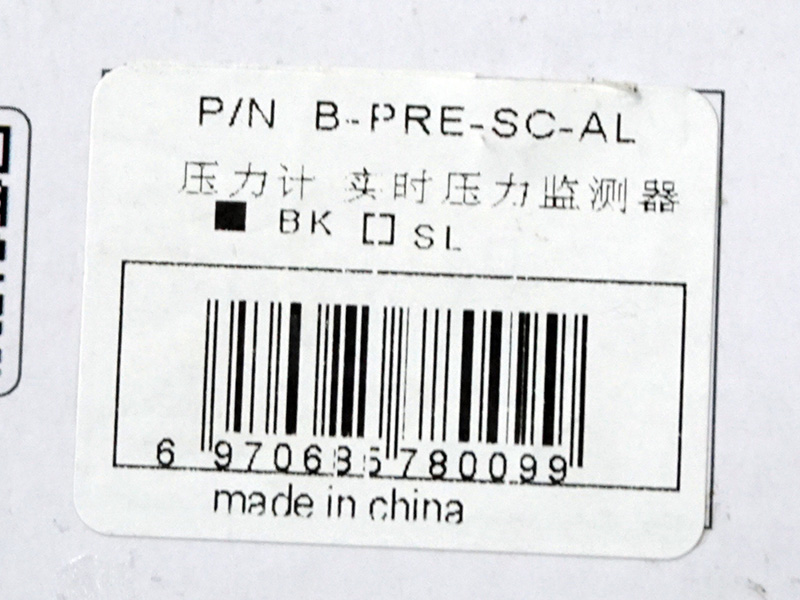 P/N B-PRE-SC-AL
压力计 实时压力监测器
■ BK □ SL
6 970685 780099
made in china